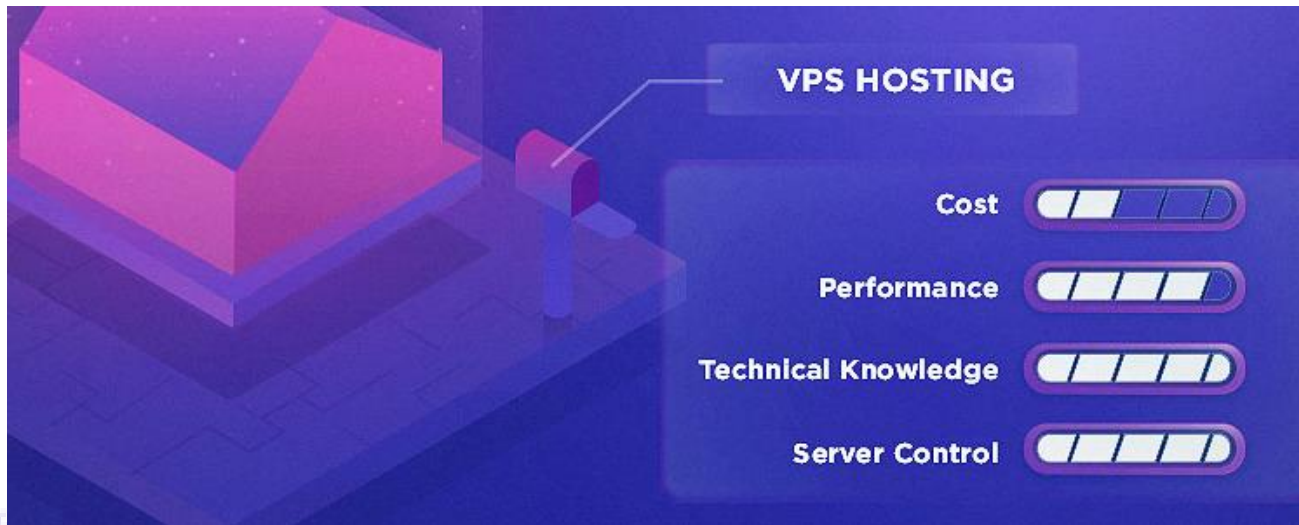 VPS HOSTING
Cost
Performance
Technical Knowledge
Server Control